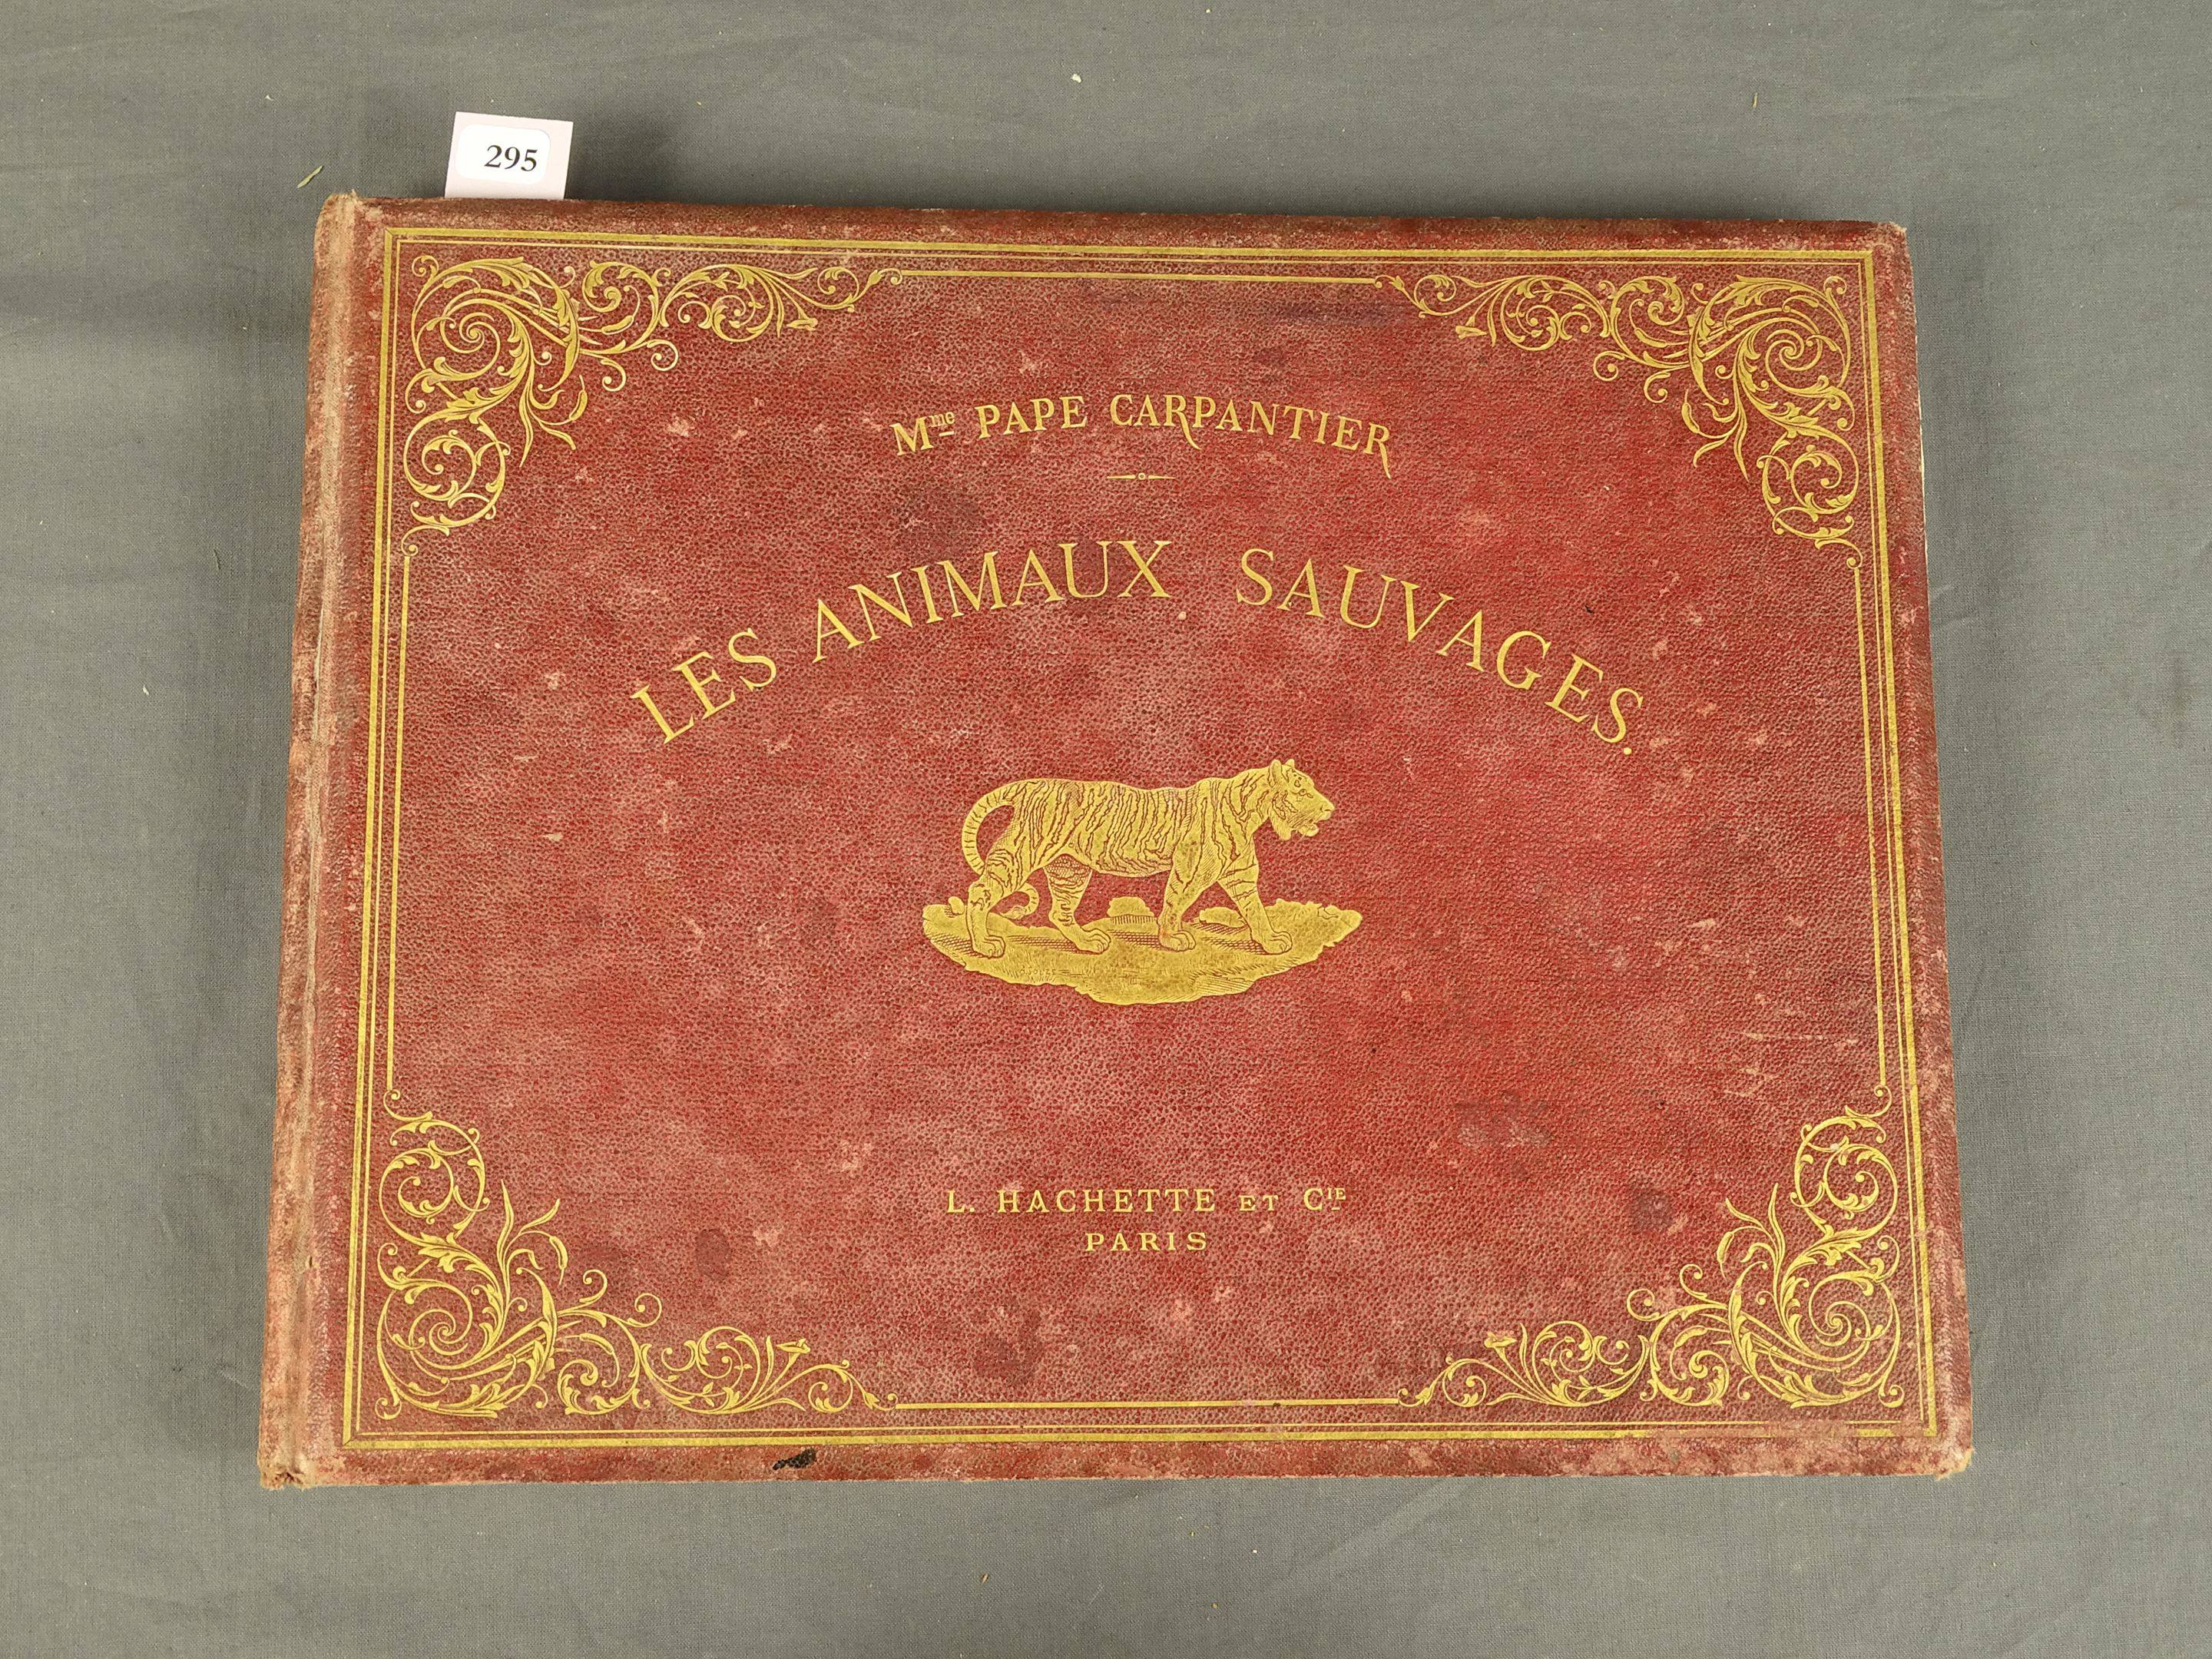 295
Mme PAPE CARPANTIER
LES ANIMAUX SAUVAGES.
L. HACHETTE ET CIE
PARIS